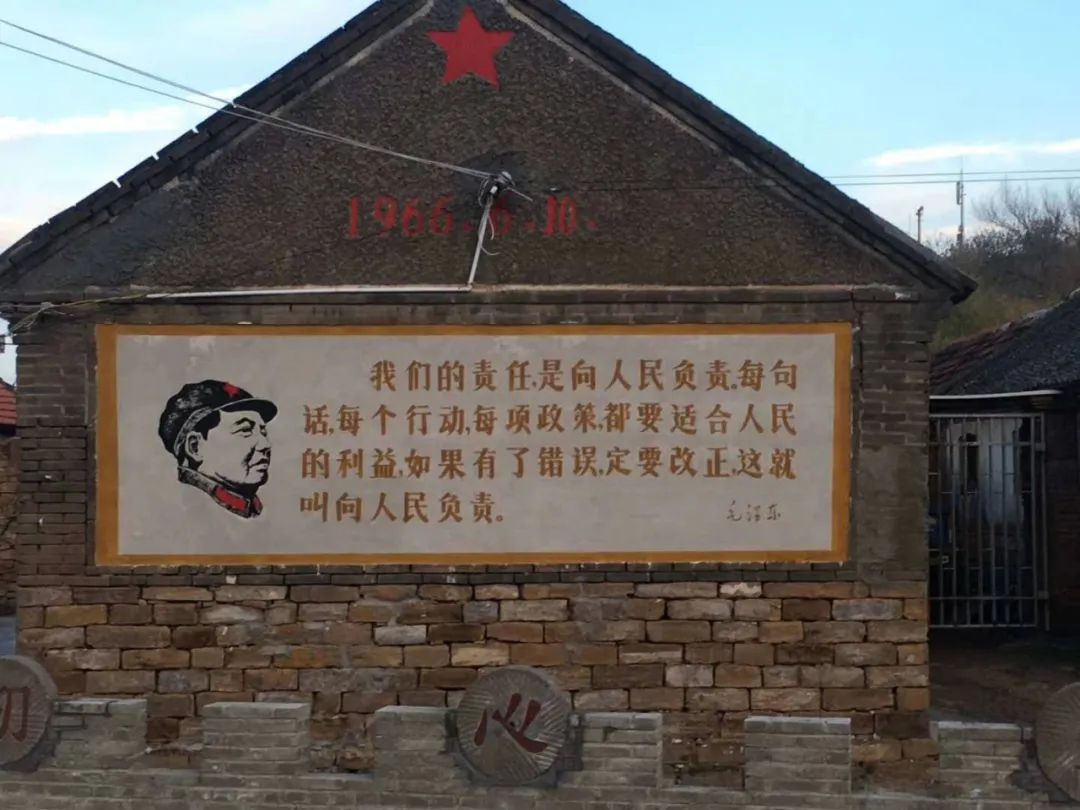 1966.6.10.
我们的责任,是向人民负责,每句
话,每个行动,每项政策,都要适合人民
的利益,如果有了错误,定要改正,这就
叫向人民负责。
毛泽东
初
心